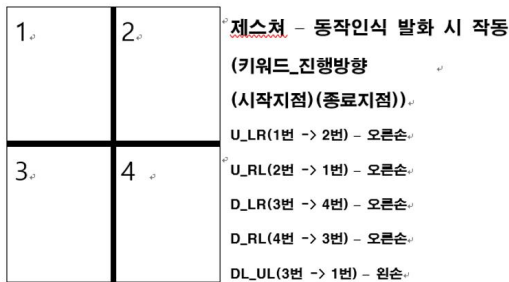 1
2
3
4
제스쳐 – 동작인식 발화 시 작동
(키워드_진행방향
(시작지점)(종료지점))
U_LR(1번 -> 2번) – 오른손
U_RL(2번 -> 1번) – 오른손
D_LR(3번 -> 4번) – 오른손
D_RL(4번 -> 3번) – 오른손
DL_UL(3번 -> 1번) – 왼손